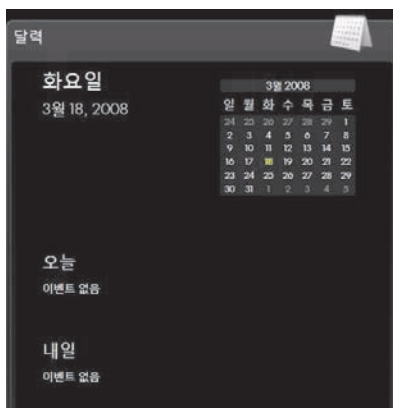 달력
화요일
3월 18, 2008
3월 2008
일 월 화 수 목 금 토
24 25 26 27 28 29 1
2 3 4 5 6 7 8
9 10 11 12 13 14 15
16 17 18 19 20 21 22
23 24 25 26 27 28 29
30 31 1 2 3 4 5
오늘
이벤트 없음
내일
이벤트 없음